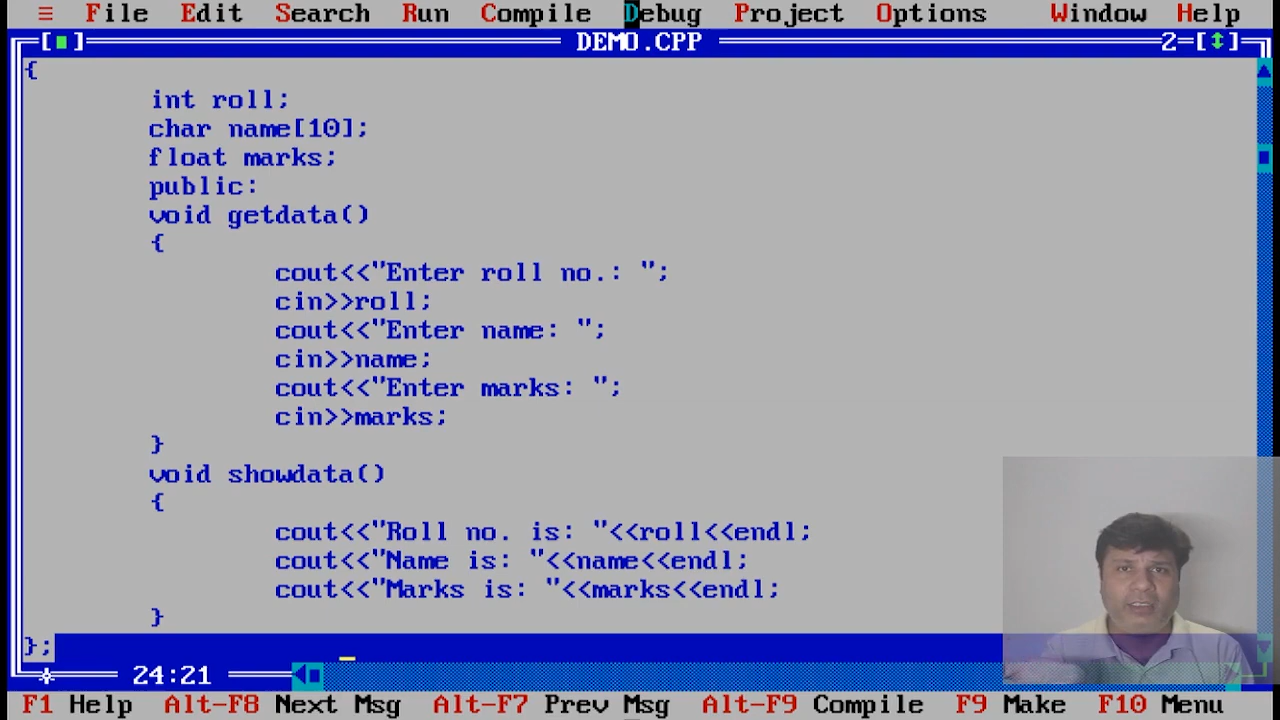 ≡ File Edit Search Run Compile Debug Project Options Window Help
[■] DEMO.CPP 2=[↕]
{
int roll;
char name[10];
float marks;
public:
void getdata()
{
cout<<"Enter roll no.: ";
cin>>roll;
cout<<"Enter name: ";
cin>>name;
cout<<"Enter marks: ";
cin>>marks;
}
void showdata()
{
cout<<"Roll no. is: "<<roll<<endl;
cout<<"Name is: "<<name<<endl;
cout<<"Marks is: "<<marks<<endl;
}
};
24:21
F1 Help Alt-F8 Next Msg Alt-F7 Prev Msg Alt-F9 Compile F9 Make F10 Menu